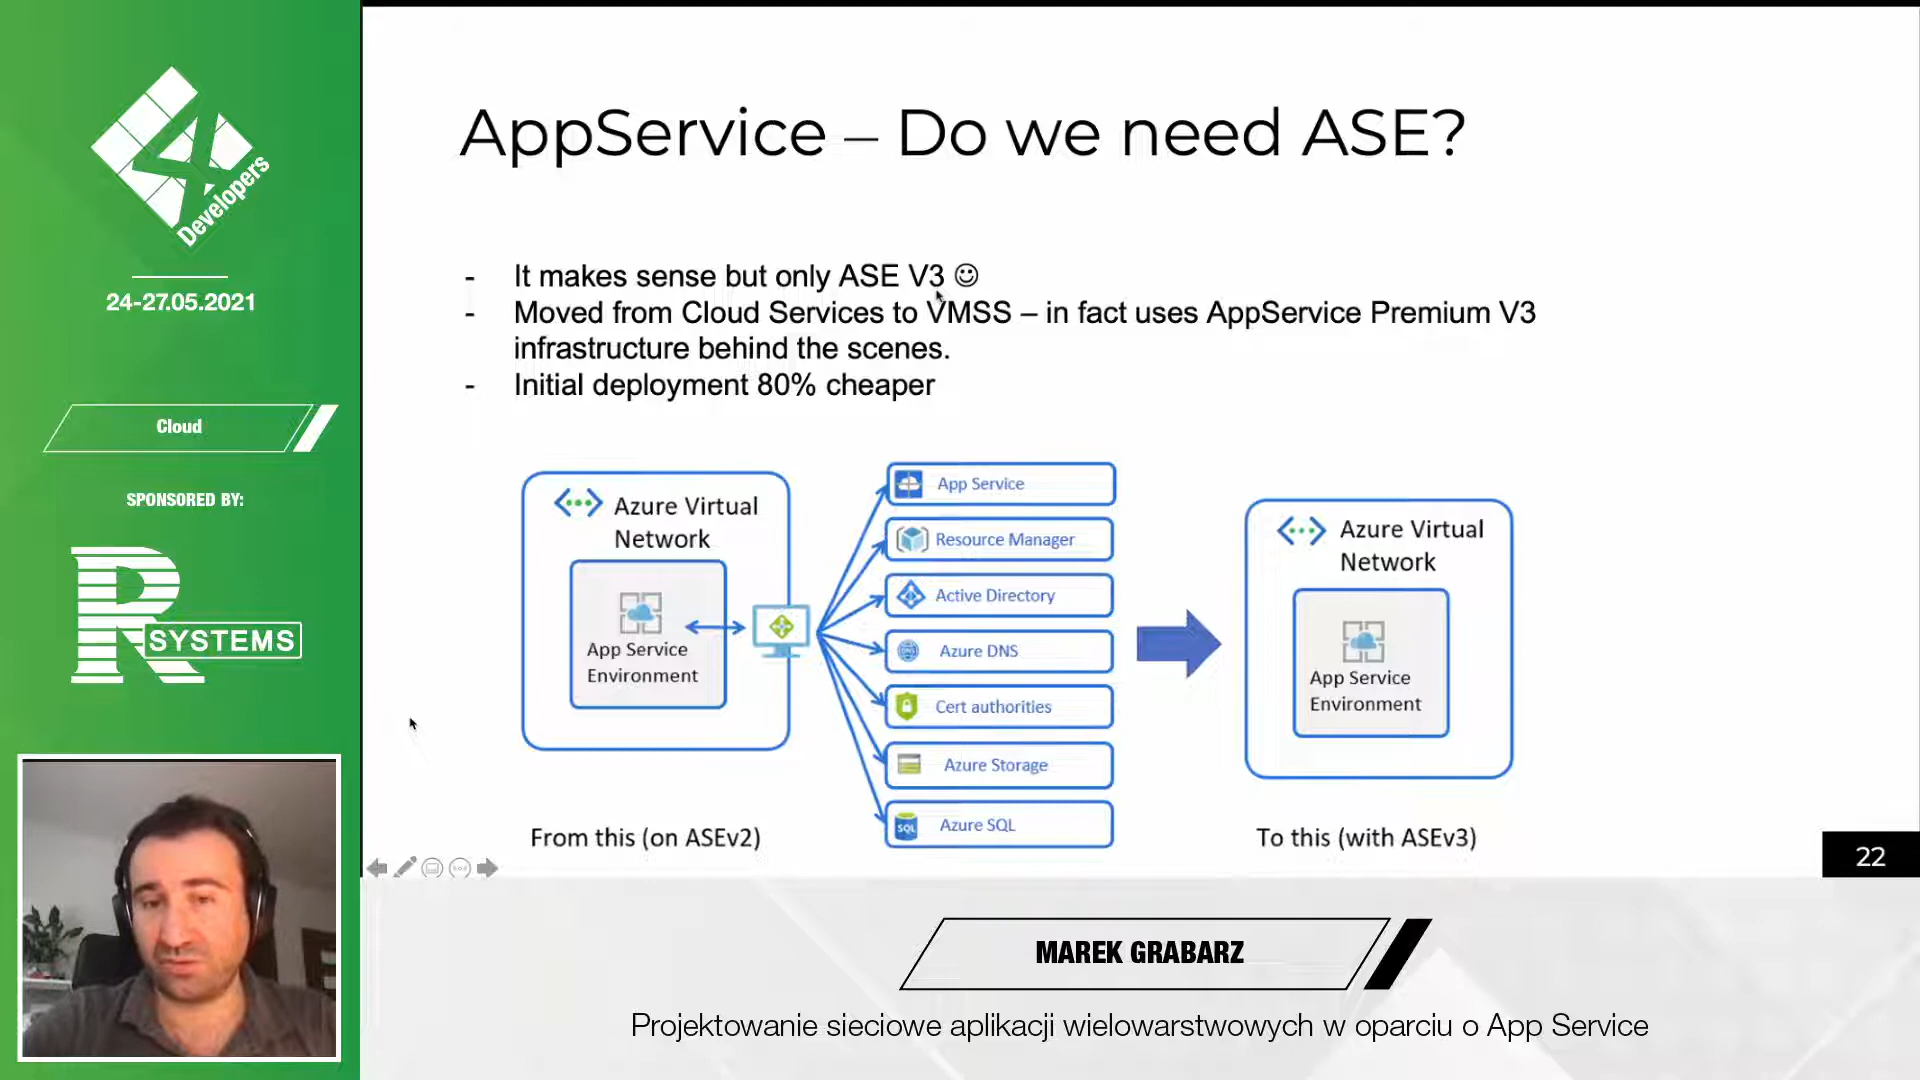 4
Developers
24-27.05.2021
Cloud
SPONSORED BY:
R SYSTEMS
AppService – Do we need ASE?
- It makes sense but only ASE V3 ☺
- Moved from Cloud Services to VMSS – in fact uses AppService Premium V3
infrastructure behind the scenes.
- Initial deployment 80% cheaper
Azure Virtual
Network
App Service
Environment
From this (on ASEv2)
App Service
Resource Manager
Active Directory
DNS
Azure DNS
Cert authorities
Azure Storage
SQL
Azure SQL
Azure Virtual
Network
App Service
Environment
To this (with ASEv3)
22
MAREK GRABARZ
Projektowanie sieciowe aplikacji wielowarstwowych w oparciu o App Service